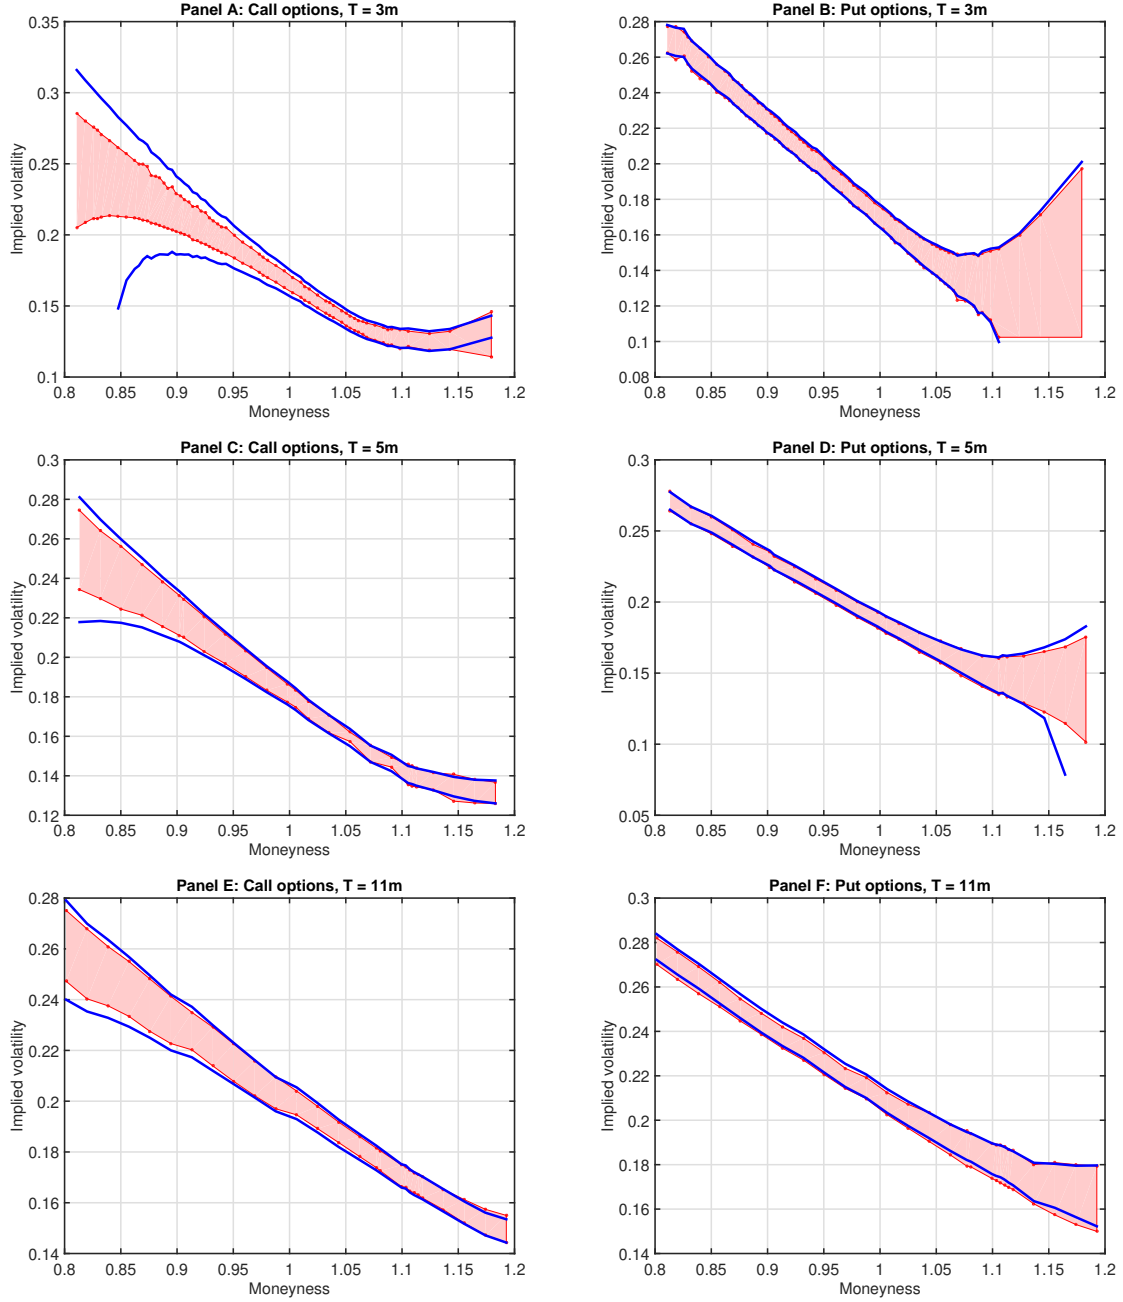 Panel A: Call options, T = 3m
0.35
0.3
0.25
0.2
0.15
0.1
Implied volatility
0.8 0.85 0.9 0.95 1 1.05 1.1 1.15 1.2
Moneyness
Panel B: Put options, T = 3m
0.28
0.26
0.24
0.22
0.2
0.18
0.16
0.14
0.12
0.1
0.08
Implied volatility
0.8 0.85 0.9 0.95 1 1.05 1.1 1.15 1.2
Moneyness
Panel C: Call options, T = 5m
0.3
0.28
0.26
0.24
0.22
0.2
0.18
0.16
0.14
0.12
Implied volatility
0.8 0.85 0.9 0.95 1 1.05 1.1 1.15 1.2
Moneyness
Panel D: Put options, T = 5m
0.3
0.25
0.2
0.15
0.1
0.05
Implied volatility
0.8 0.85 0.9 0.95 1 1.05 1.1 1.15 1.2
Moneyness
Panel E: Call options, T = 11m
0.28
0.26
0.24
0.22
0.2
0.18
0.16
0.14
Implied volatility
0.8 0.85 0.9 0.95 1 1.05 1.1 1.15 1.2
Moneyness
Panel F: Put options, T = 11m
0.3
0.28
0.26
0.24
0.22
0.2
0.18
0.16
0.14
Implied volatility
0.8 0.85 0.9 0.95 1 1.05 1.1 1.15 1.2
Moneyness